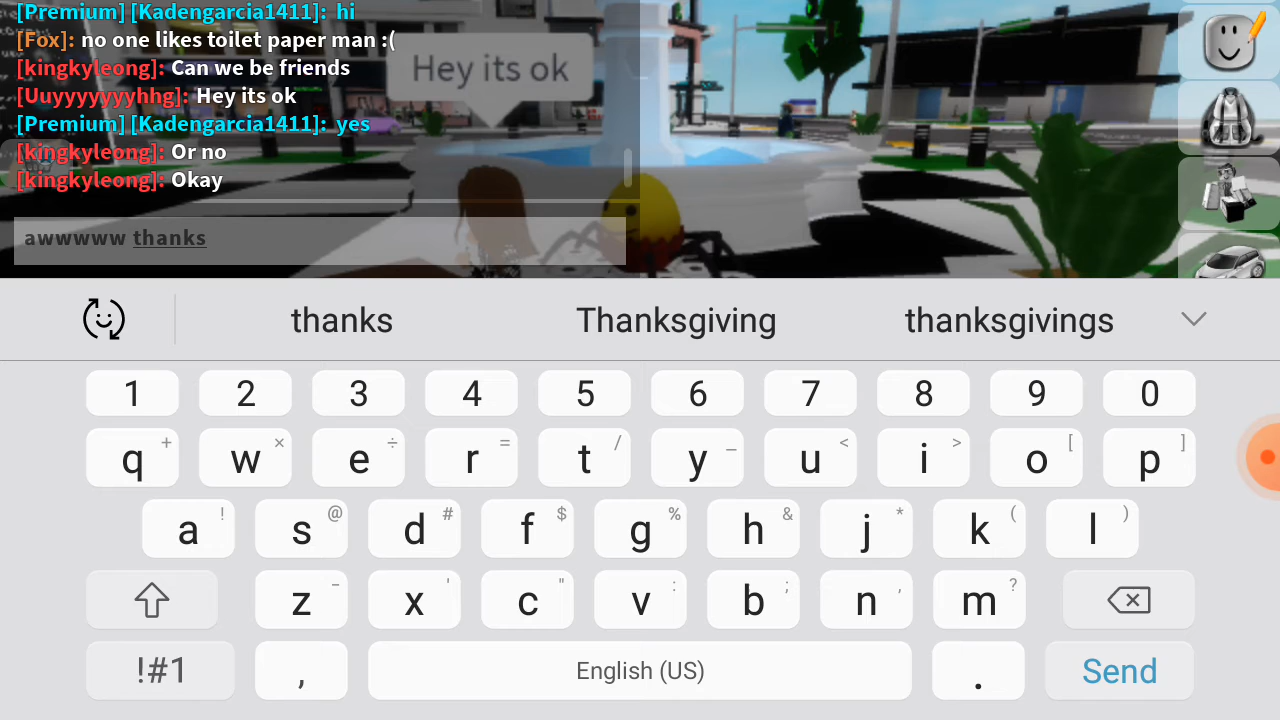 [Premium] [Kadengarcia1411]: hi
[Fox]: no one likes toilet paper man :(
[kingkyleong]: Can we be friends
[Uuyyyyyyyhhg]: Hey its ok
[Premium] [Kadengarcia1411]: yes
[kingkyleong]: Or no
[kingkyleong]: Okay
Hey its ok
awwwww thanks
thanks Thanksgiving thanksgivings
1 2 3 4 5 6 7 8 9 0
q + w × e ÷ r = t / y _ u < i > o [ p ]
a ! s @ d # f $ g % h & j * k ( l )
z - x ' c " v : b ; n , m ?
!#1 , English (US) . Send